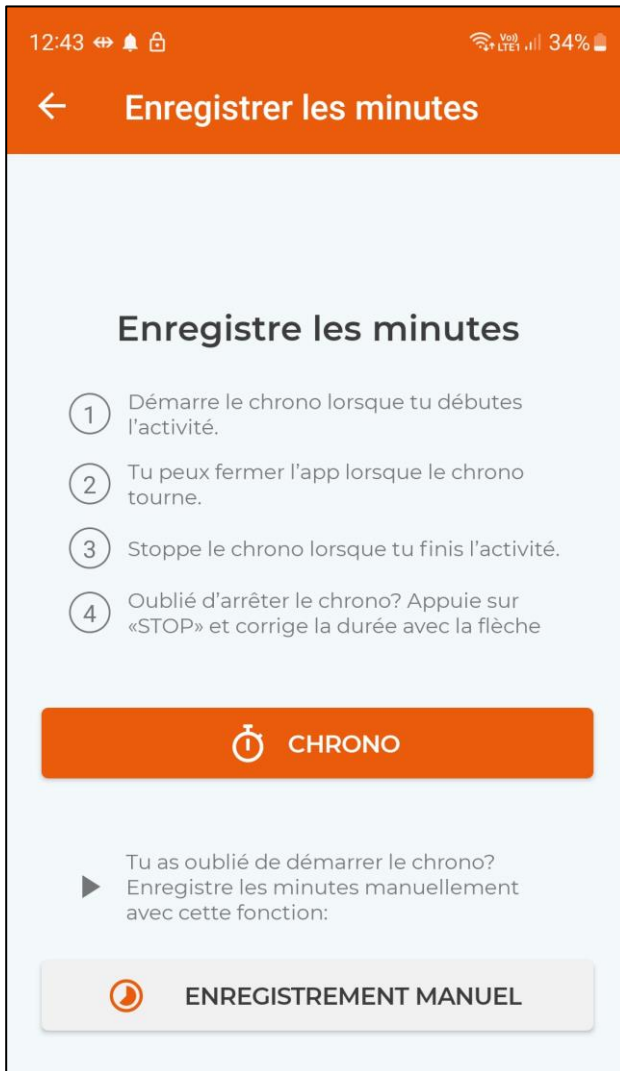 12:43 Vo)) LTE1 34%
Enregistrer les minutes
Enregistre les minutes
1 Démarre le chrono lorsque tu débutes
l'activité.
2 Tu peux fermer l'app lorsque le chrono
tourne.
3 Stoppe le chrono lorsque tu finis l'activité.
4 Oublié d'arrêter le chrono? Appuie sur
«STOP» et corrige la durée avec la flèche
CHRONO
Tu as oublié de démarrer le chrono?
Enregistre les minutes manuellement
avec cette fonction:
ENREGISTREMENT MANUEL